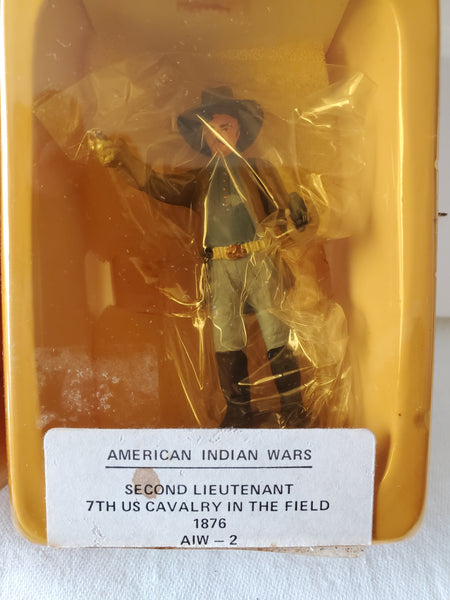 AMERICAN INDIAN WARS
SECOND LIEUTENANT
7TH US CAVALRY IN THE FIELD
1876
AIW – 2